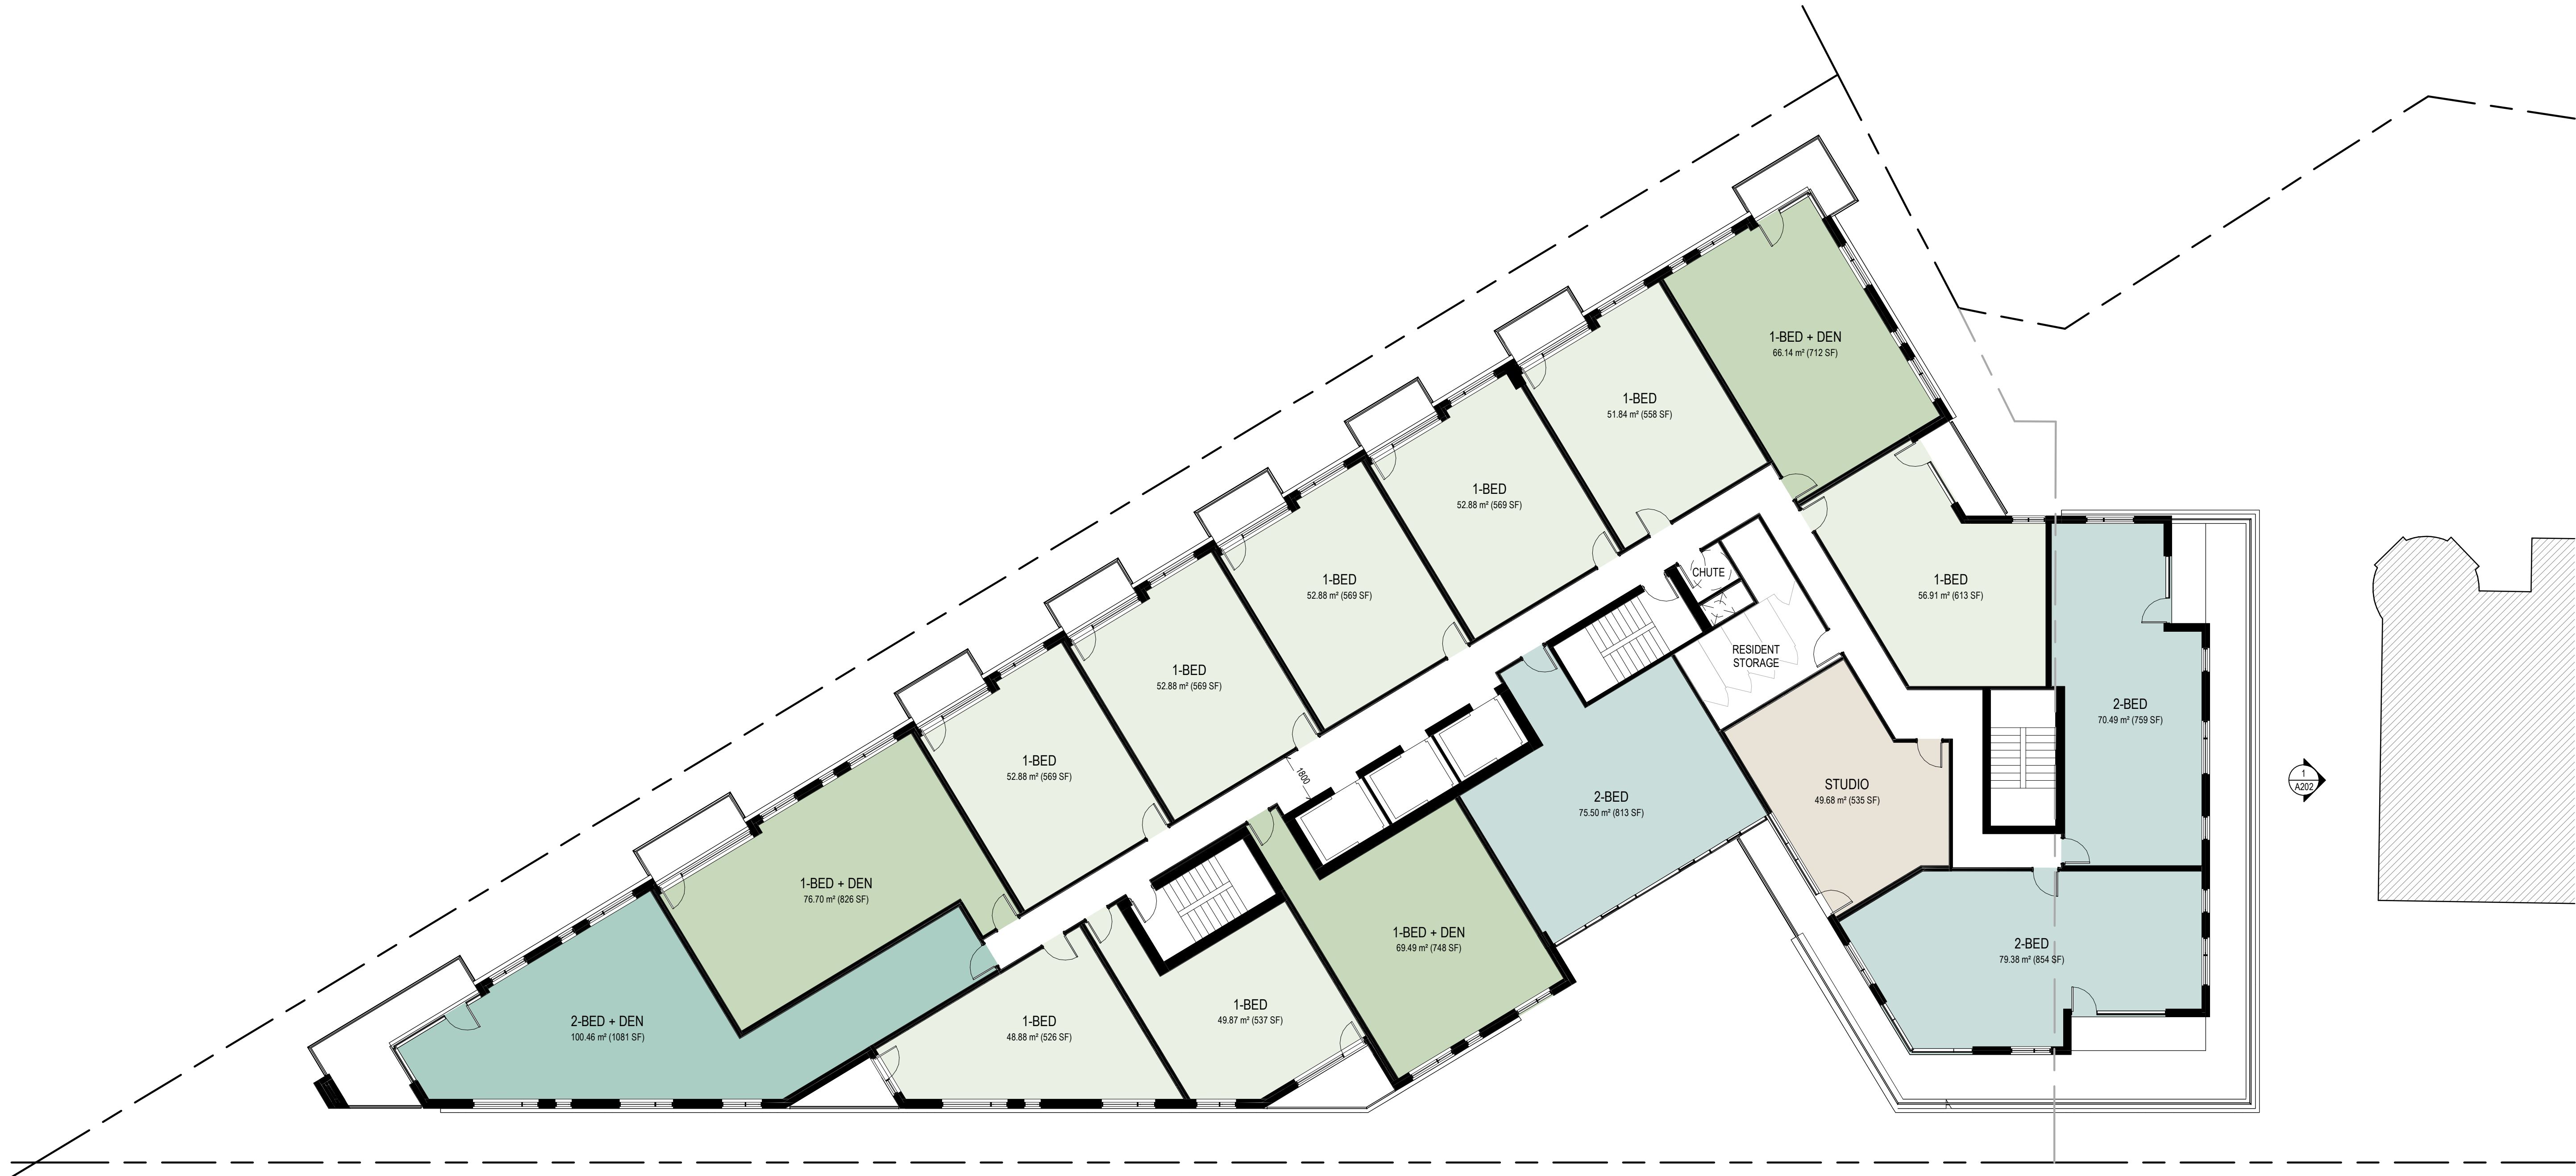 1-BED + DEN
66.14 m² (712 SF)
1-BED
51.84 m² (558 SF)
1-BED
52.88 m² (569 SF)
1-BED
52.88 m² (569 SF)
1-BED
52.88 m² (569 SF)
1-BED
52.88 m² (569 SF)
CHUTE
RESIDENT
STORAGE
1-BED
56.91 m² (613 SF)
2-BED
70.49 m² (759 SF)
1800
2-BED
75.50 m² (813 SF)
STUDIO
49.68 m² (535 SF)
1
A202
1-BED + DEN
76.70 m² (826 SF)
1-BED + DEN
69.49 m² (748 SF)
2-BED
79.38 m² (854 SF)
2-BED + DEN
100.46 m² (1081 SF)
1-BED
48.88 m² (526 SF)
1-BED
49.87 m² (537 SF)